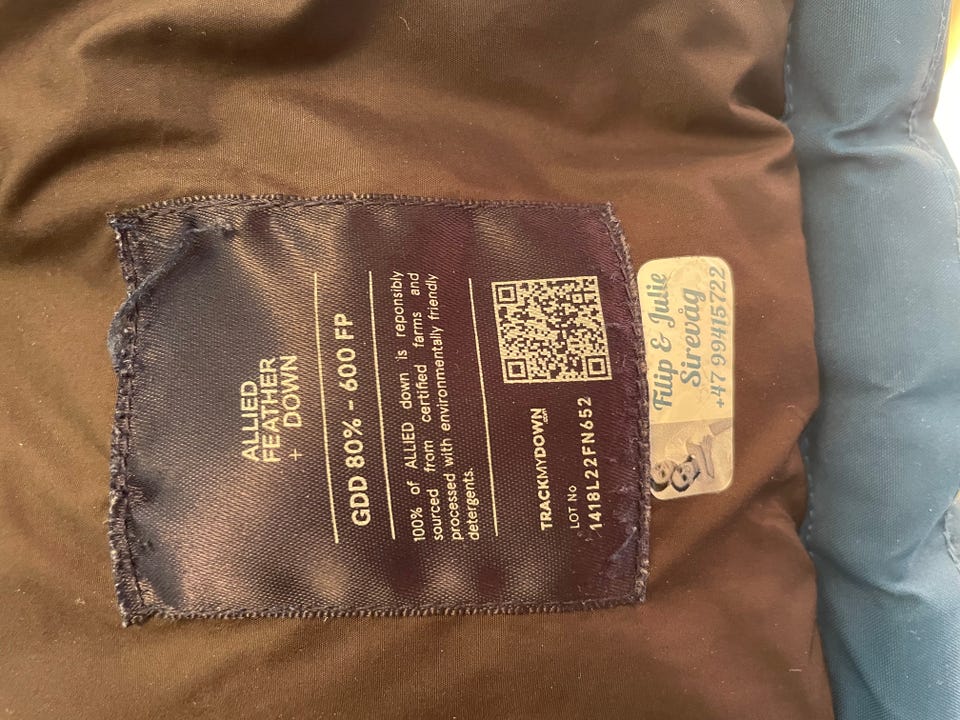 ALLIED
FEATHER
+ DOWN
GDD 80% - 600 FP
100% of ALLIED down is reponsibly
sourced from certified farms and
processed with environmentally friendly
detergents.
TRACKMYDOWN
LOT No
1418L22FN652
Filip & Julie
Sirevåg
+47 99415722